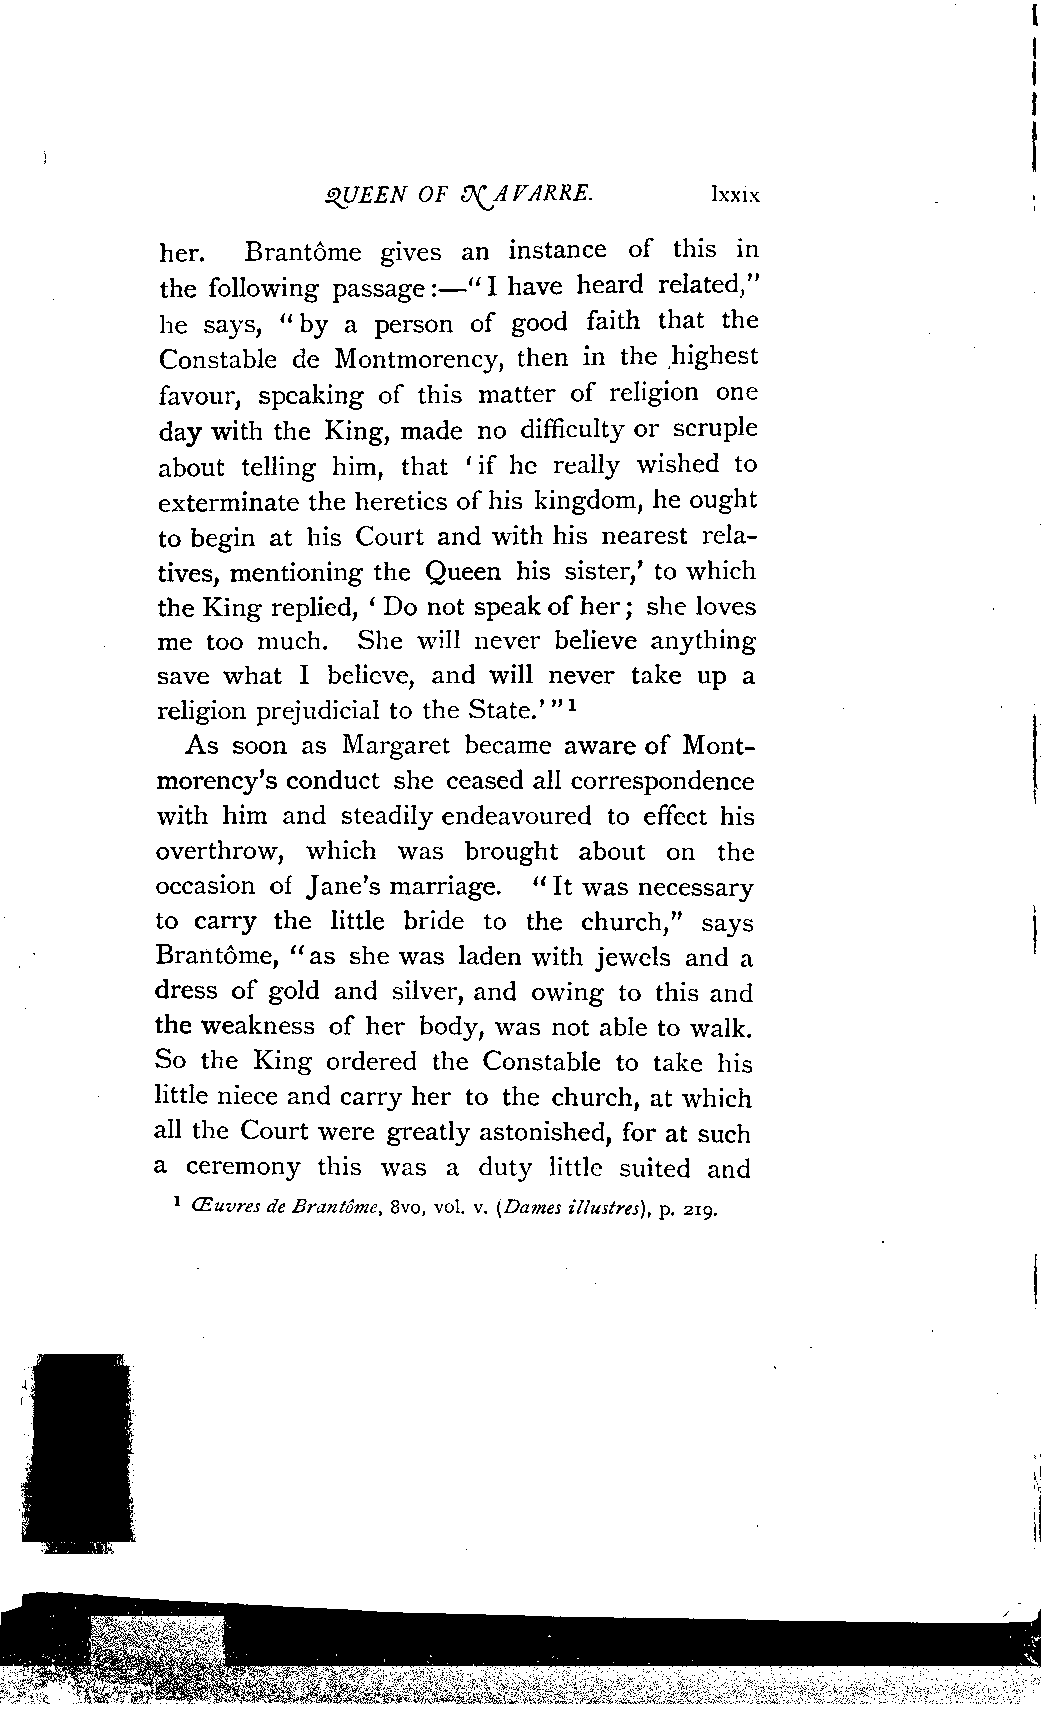 QUEEN OF NAVARRE. lxxix
her. Brantôme gives an instance of this in
the following passage:—“I have heard related,”
he says, “by a person of good faith that the
Constable de Montmorency, then in the highest
favour, speaking of this matter of religion one
day with the King, made no difficulty or scruple
about telling him, that ‘if he really wished to
exterminate the heretics of his kingdom, he ought
to begin at his Court and with his nearest rela-
tives, mentioning the Queen his sister,’ to which
the King replied, ‘Do not speak of her; she loves
me too much. She will never believe anything
save what I believe, and will never take up a
religion prejudicial to the State.’”¹
As soon as Margaret became aware of Mont-
morency’s conduct she ceased all correspondence
with him and steadily endeavoured to effect his
overthrow, which was brought about on the
occasion of Jane’s marriage. “It was necessary
to carry the little bride to the church,” says
Brantôme, “as she was laden with jewels and a
dress of gold and silver, and owing to this and
the weakness of her body, was not able to walk.
So the King ordered the Constable to take his
little niece and carry her to the church, at which
all the Court were greatly astonished, for at such
a ceremony this was a duty little suited and
¹ Œuvres de Brantôme, 8vo, vol. v. (Dames illustres), p. 219.